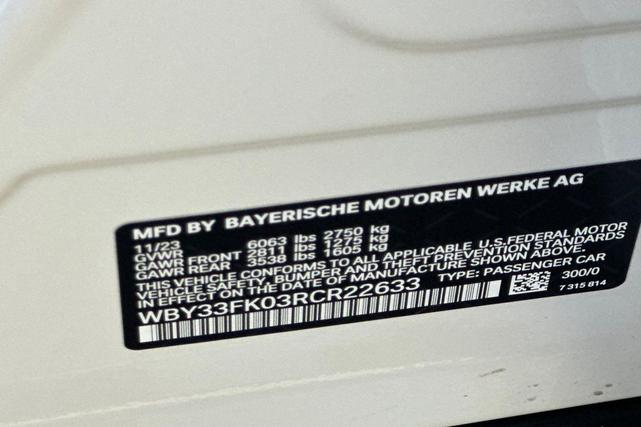 MFD BY BAYERISCHE MOTOREN WERKE AG
11/23
GVWR 6063 lbs 2750 kg
GAWR FRONT 2811 lbs 1275 kg
GAWR REAR 3538 lbs 1605 kg
THIS VEHICLE CONFORMS TO ALL APPLICABLE U.S.FEDERAL MOTOR
VEHICLE SAFETY, BUMPER AND THEFT PREVENTION STANDARDS
IN EFFECT ON THE DATE OF MANUFACTURE SHOWN ABOVE.
WBY33FK03RCR22633 TYPE: PASSENGER CAR
300/0
7 315 814